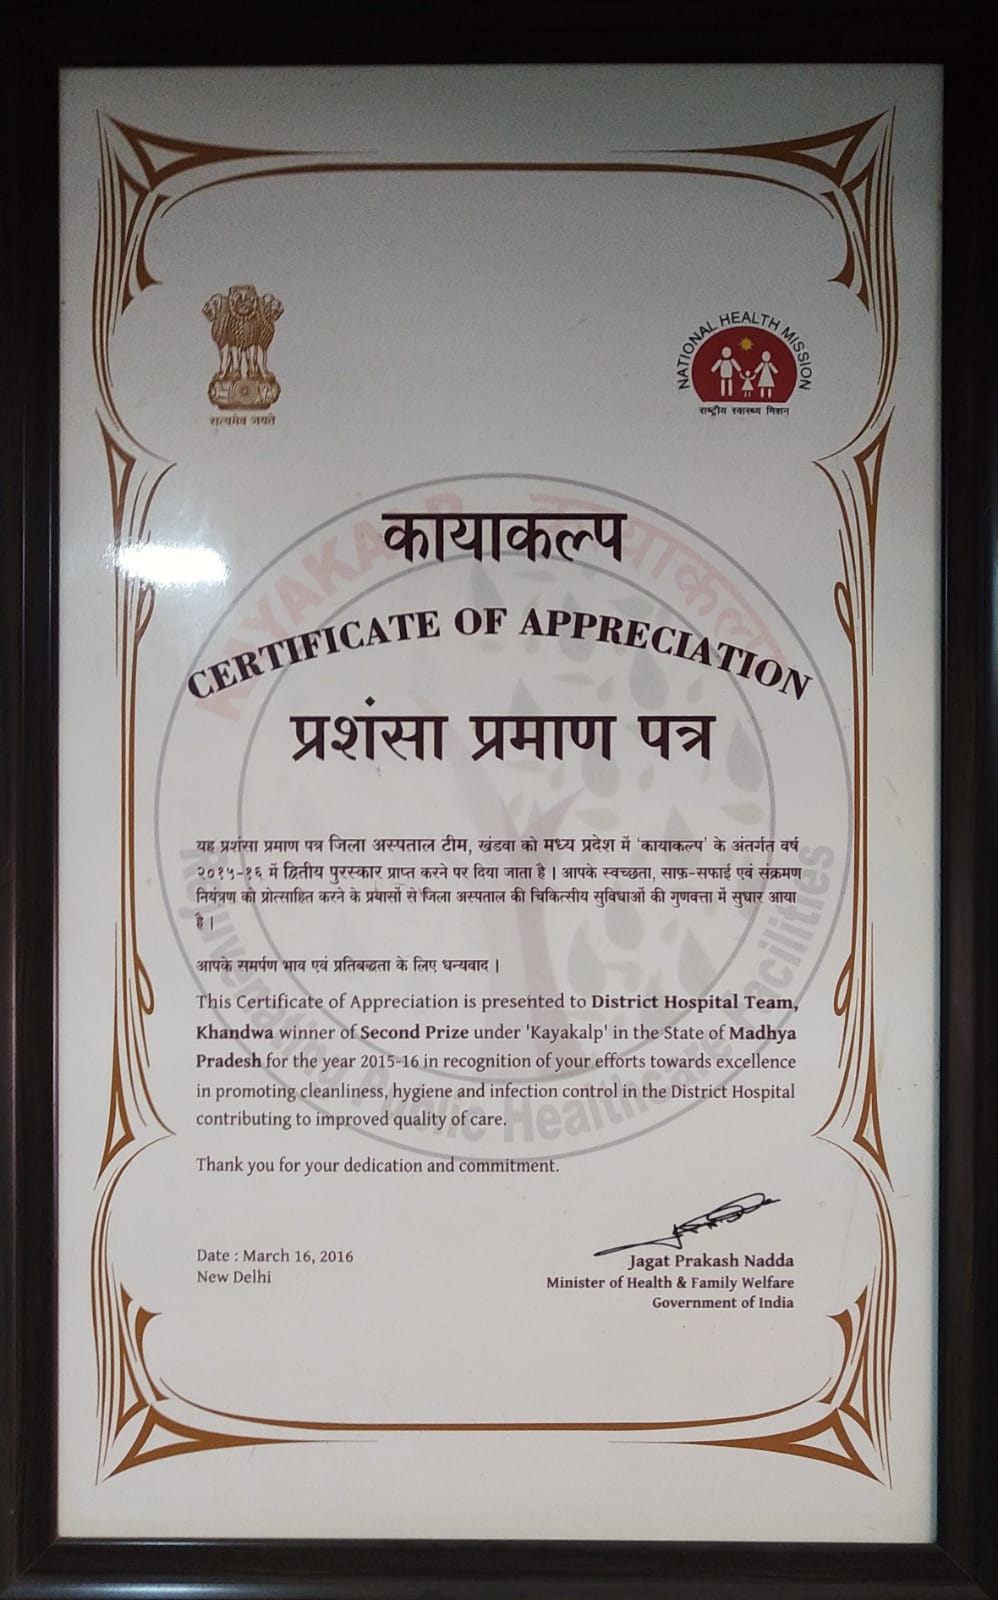 सत्यमेव जयते
NATIONAL HEALTH MISSION
राष्ट्रीय स्वास्थ्य मिशन
KAYAKALP कायाकल्प
कायाकल्प
CERTIFICATE OF APPRECIATION
प्रशंसा प्रमाण पत्र
यह प्रशंसा प्रमाण पत्र जिला अस्पताल टीम, खंडवा को मध्य प्रदेश में 'कायाकल्प' के अंतर्गत वर्ष
२०१५-१६ में द्वितीय पुरस्कार प्राप्त करने पर दिया जाता है | आपके स्वच्छता, साफ़-सफाई एवं संक्रमण
नियंत्रण को प्रोत्साहित करने के प्रयासों से जिला अस्पताल की चिकित्सीय सुविधाओं की गुणवत्ता में सुधार आया
है |
आपके समर्पण भाव एवं प्रतिबद्धता के लिए धन्यवाद |
This Certificate of Appreciation is presented to District Hospital Team,
Khandwa winner of Second Prize under 'Kayakalp' in the State of Madhya
Pradesh for the year 2015-16 in recognition of your efforts towards excellence
in promoting cleanliness, hygiene and infection control in the District Hospital
contributing to improved quality of care.
Thank you for your dedication and commitment.
Date : March 16, 2016
New Delhi
Jagat Prakash Nadda
Minister of Health & Family Welfare
Government of India
Public Healthcare Facilities